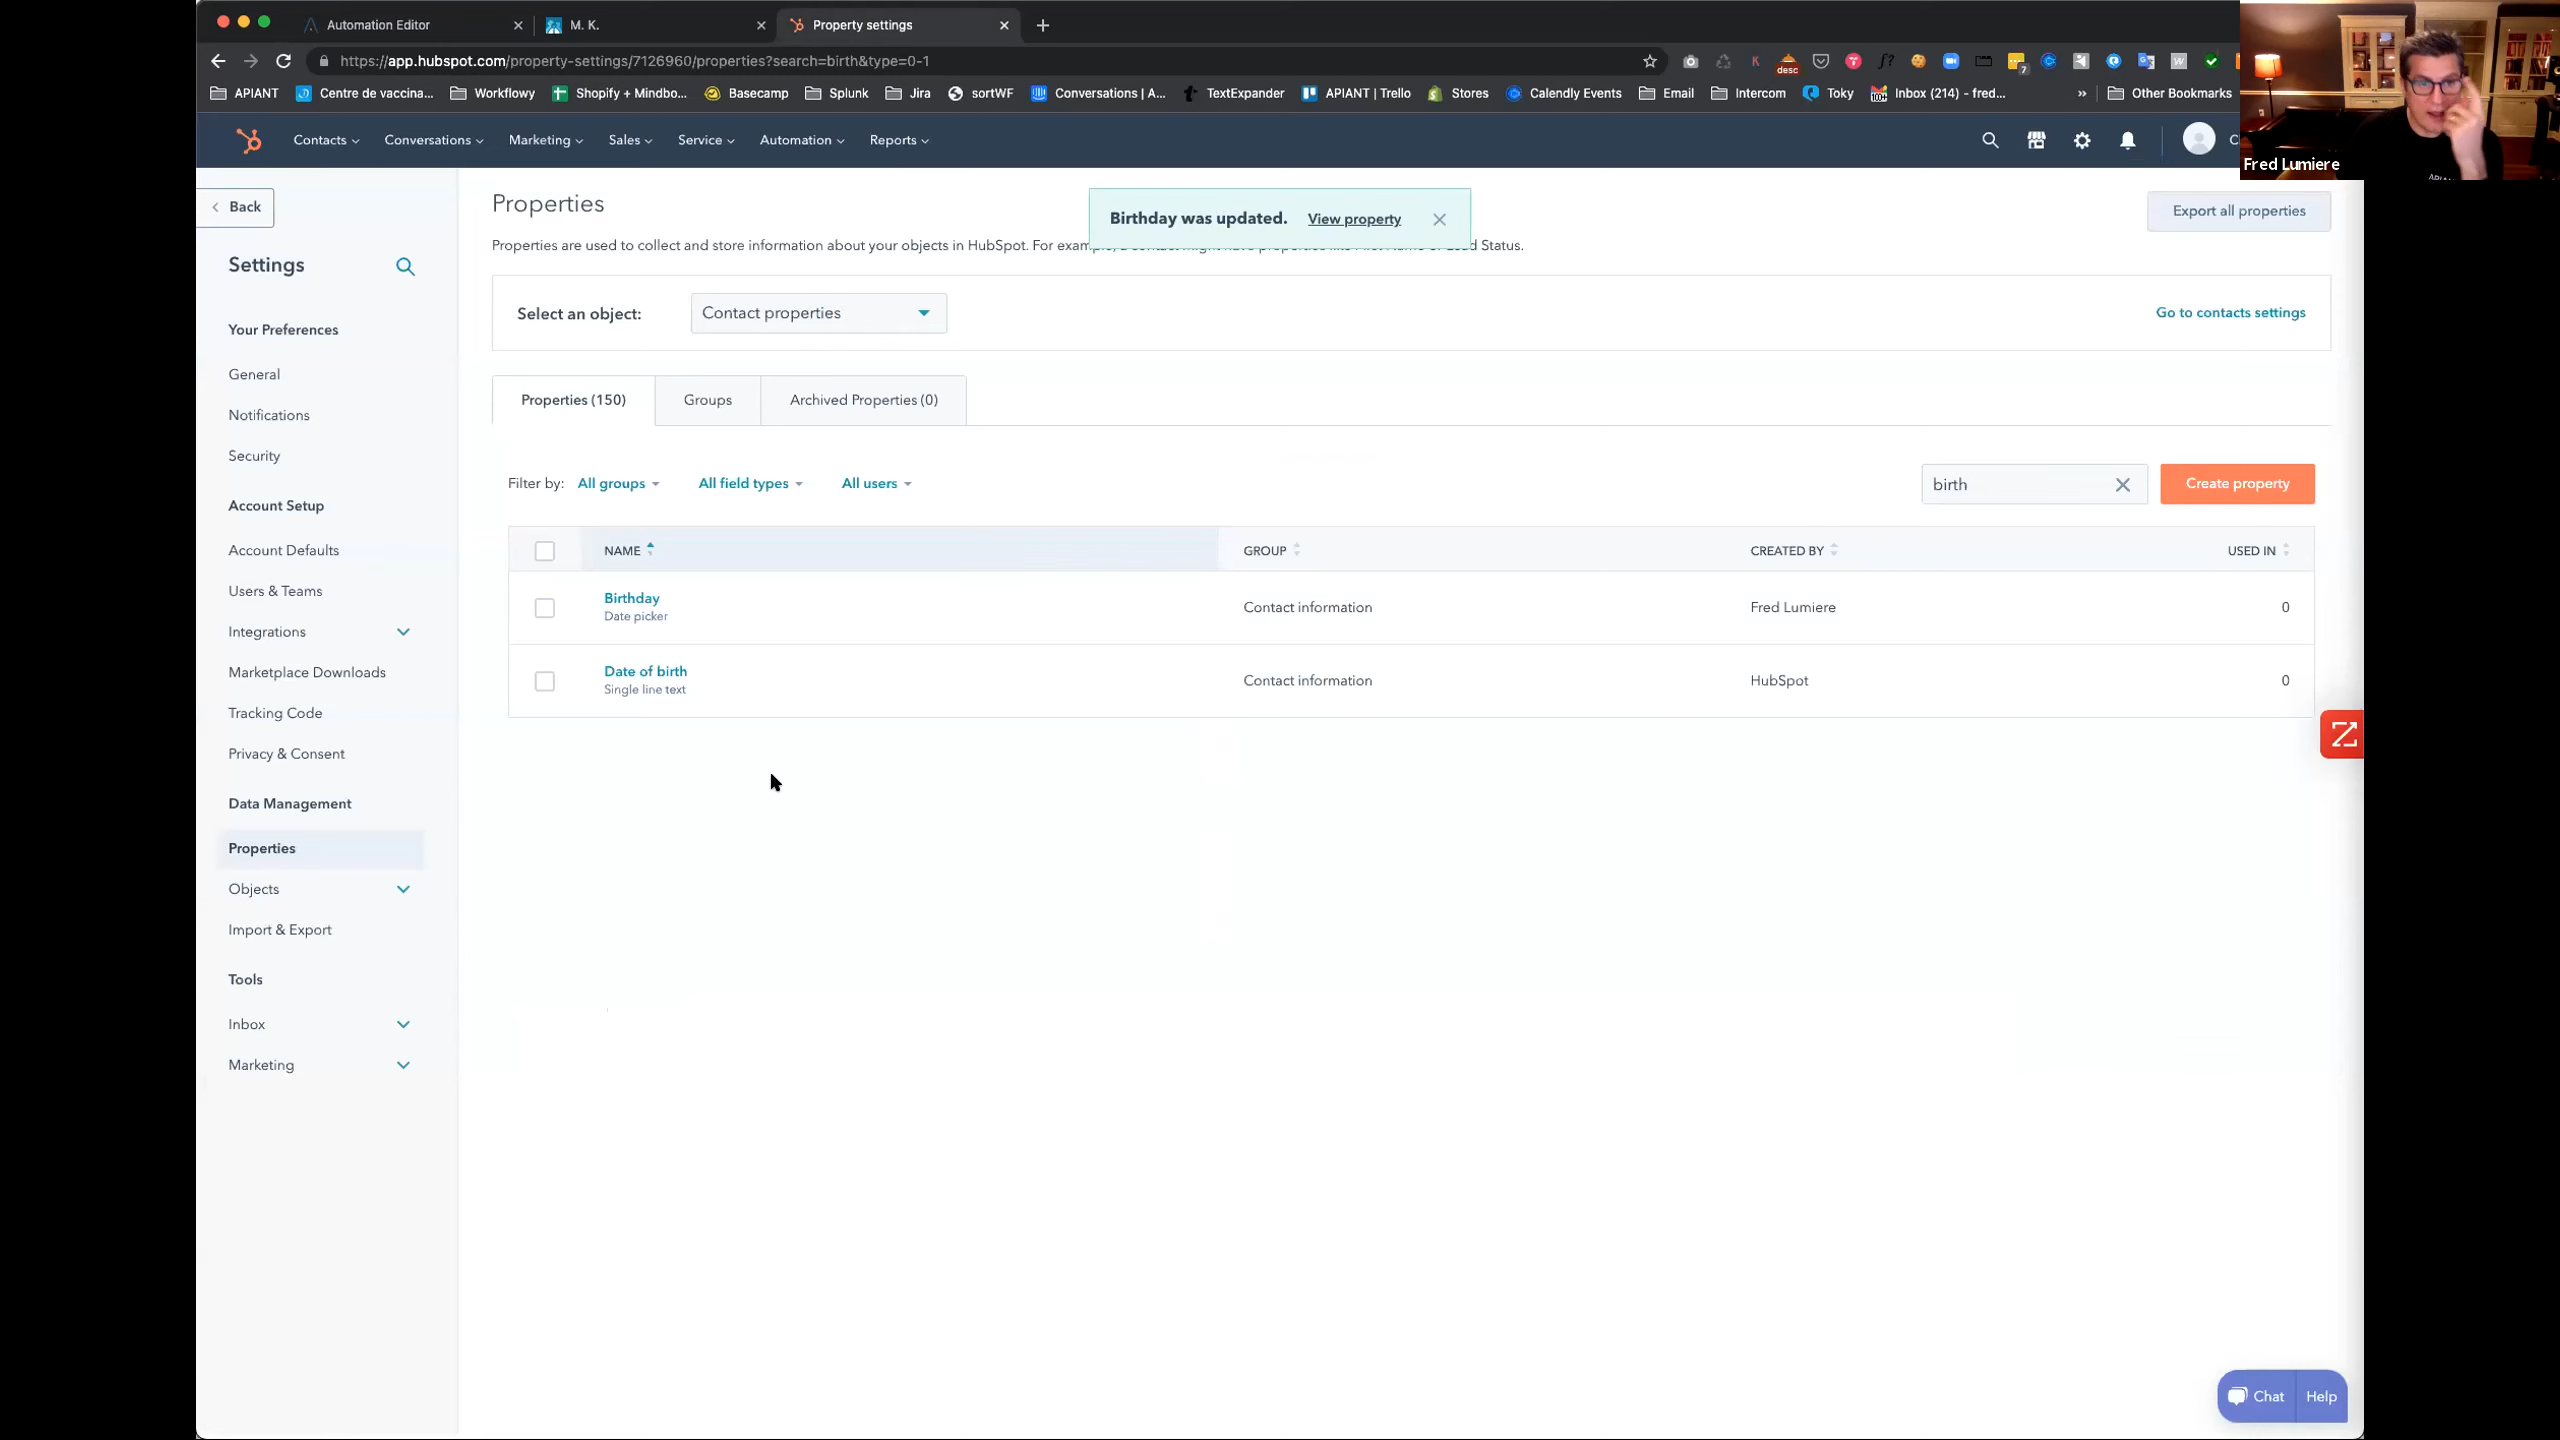 Automation Editor
M. K.
Property settings
https://app.hubspot.com/property-settings/7126960/properties?search=birth&type=0-1
desc
7
APIANT
Centre de vaccina...
Workflowy
Shopify + Mindbo...
Basecamp
Splunk
Jira
sortWF
Conversations | A...
TextExpander
APIANT | Trello
Stores
Calendly Events
Email
Intercom
Toky
Inbox (214) - fred...
»
Other Bookmarks
Fred Lumiere
Contacts
Conversations
Marketing
Sales
Service
Automation
Reports
Back
Settings
Your Preferences
General
Notifications
Security
Account Setup
Account Defaults
Users & Teams
Integrations
Marketplace Downloads
Tracking Code
Privacy & Consent
Data Management
Properties
Objects
Import & Export
Tools
Inbox
Marketing
Properties
Birthday was updated. View property
Export all properties
Properties are used to collect and store information about your objects in HubSpot. For example, a contact might have properties like First Name or Lead Status.
Select an object:
Contact properties
Go to contacts settings
Properties (150)
Groups
Archived Properties (0)
Filter by: All groups All field types All users
birth
Create property
NAME GROUP CREATED BY USED IN
Birthday
Date picker
Contact information
Fred Lumiere
0
Date of birth
Single line text
Contact information
HubSpot
0
Chat
Help